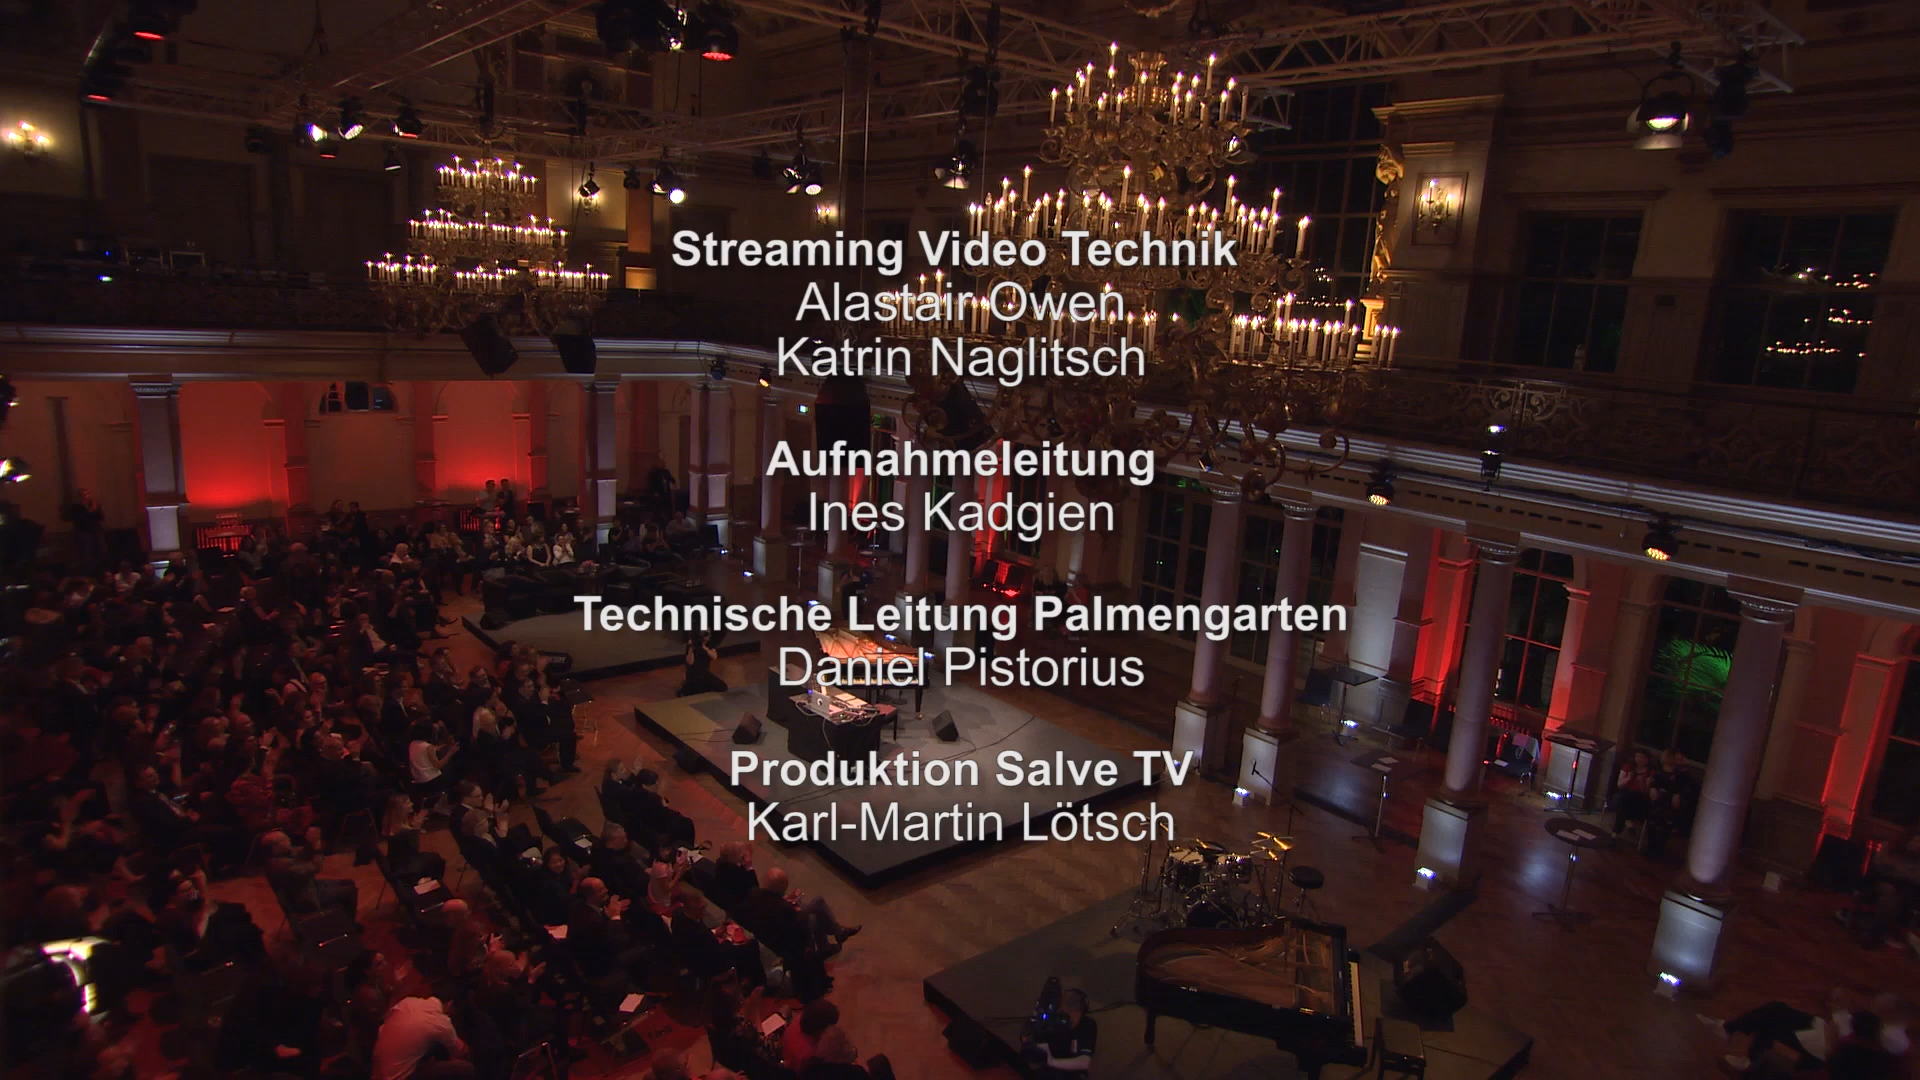 Streaming Video Technik
Alastair Owen
Katrin Naglitsch
Aufnahmeleitung
Ines Kadgien
Technische Leitung Palmengarten
Daniel Pistorius
Produktion Salve TV
Karl-Martin Lötsch